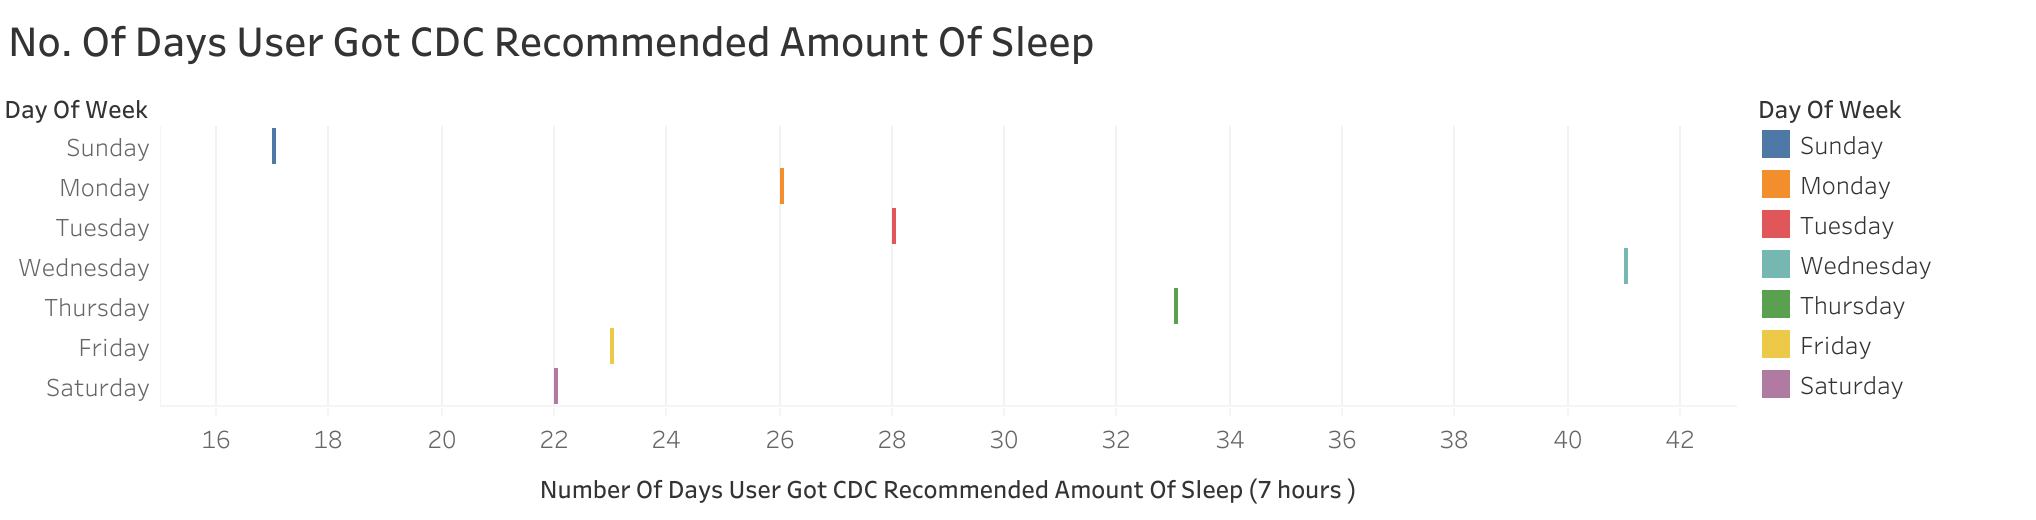 No. Of Days User Got CDC Recommended Amount Of Sleep
Day Of Week
Sunday
Monday
Tuesday
Wednesday
Thursday
Friday
Saturday
16 18 20 22 24 26 28 30 32 34 36 38 40 42
Number Of Days User Got CDC Recommended Amount Of Sleep (7 hours )
Day Of Week
Sunday
Monday
Tuesday
Wednesday
Thursday
Friday
Saturday